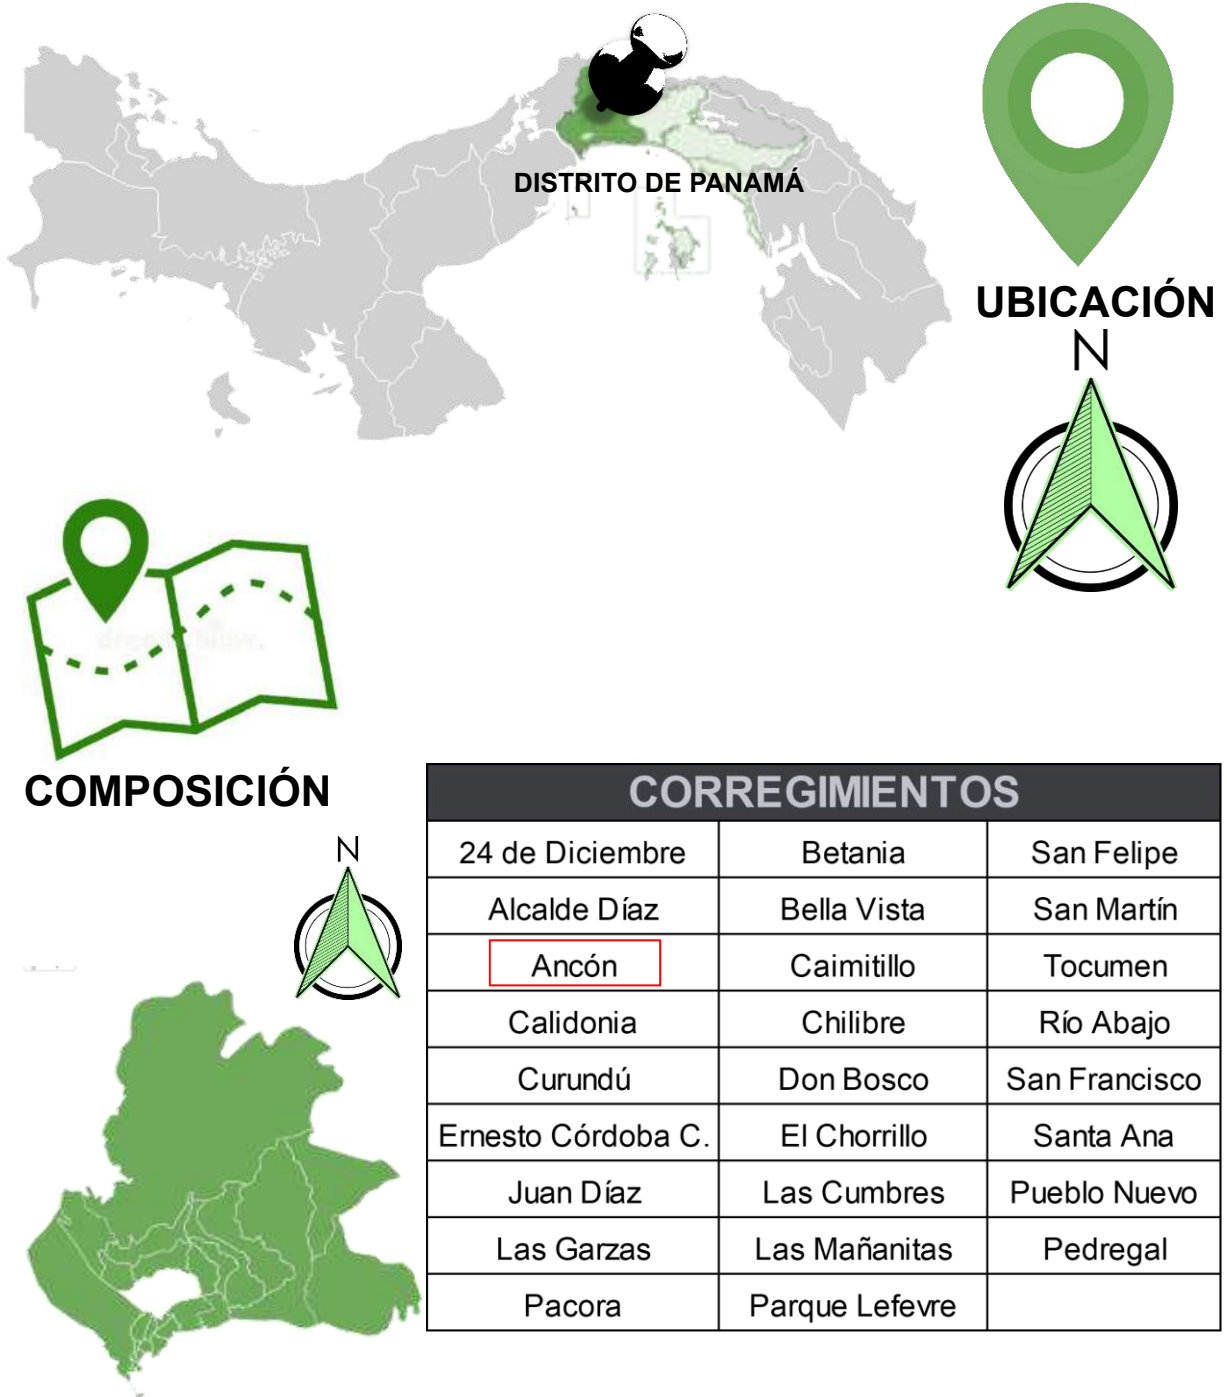 DISTRITO DE PANAMÁ
UBICACIÓN
N
COMPOSICIÓN
N
CORREGIMIENTOS
24 de Diciembre Betania San Felipe
Alcalde Díaz Bella Vista San Martín
Ancón Caimitillo Tocumen
Calidonia Chilibre Río Abajo
Curundú Don Bosco San Francisco
Ernesto Córdoba C. El Chorrillo Santa Ana
Juan Díaz Las Cumbres Pueblo Nuevo
Las Garzas Las Mañanitas Pedregal
Pacora Parque Lefevre